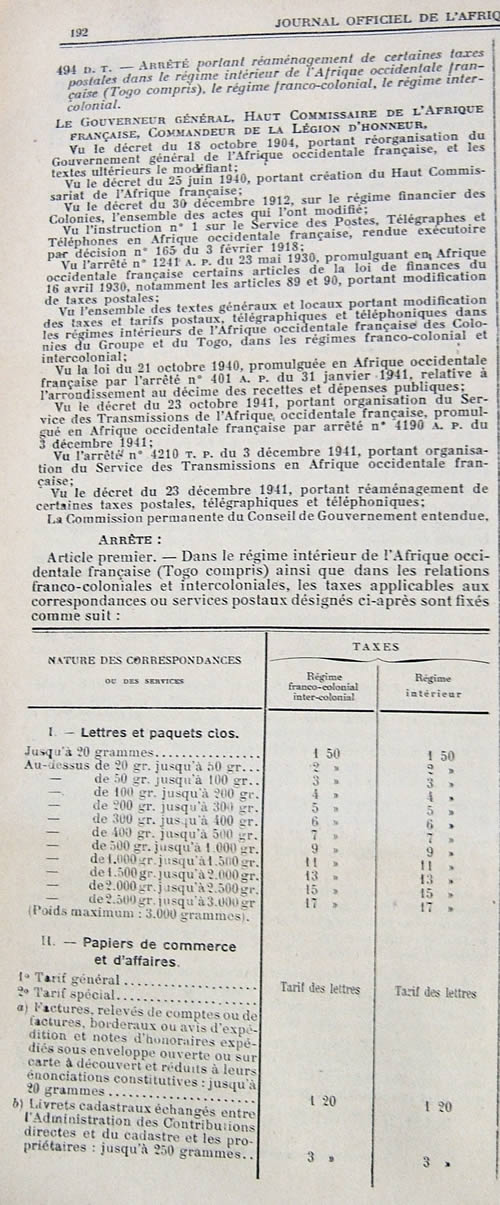 192
JOURNAL OFFICIEL DE L'AFRIQ
494 D. T. — ARRÊTÉ portant réaménagement de certaines taxes
postales dans le régime intérieur de l'Afrique occidentale fran-
çaise (Togo compris), le régime franco-colonial, le régime inter-
colonial.
LE GOUVERNEUR GÉNÉRAL, HAUT COMMISSAIRE DE L'AFRIQUE
FRANÇAISE, COMMANDEUR DE LA LÉGION D'HONNEUR,
Vu le décret du 18 octobre 1904, portant réorganisation du
Gouvernement général de l'Afrique occidentale française, et les
textes ultérieurs le modifiant;
Vu le décret du 25 juin 1940, portant création du Haut Commis-
sariat de l'Afrique française;
Vu le décret du 30 décembre 1912, sur le régime financier des
Colonies, l'ensemble des actes qui l'ont modifié;
Vu l'instruction n° 1 sur le Service des Postes, Télégraphes et
Téléphones en Afrique occidentale française, rendue exécutoire
par décision n° 165 du 3 février 1918;
Vu l'arrêté n° 1241 A. P. du 23 mai 1930, promulguant en Afrique
occidentale française certains articles de la loi de finances du
16 avril 1930, notamment les articles 89 et 90, portant modification
de taxes postales;
Vu l'ensemble des textes généraux et locaux portant modification
des taxes et tarifs postaux, télégraphiques et téléphoniques dans
les régimes intérieurs de l'Afrique occidentale française des Colo-
nies du Groupe et du Togo, dans les régimes franco-colonial et
intercolonial;
Vu la loi du 21 octobre 1940, promulguée en Afrique occidentale
française par l'arrêté n° 401 A. P. du 31 janvier 1941, relative à
l'arrondissement au décime des recettes et dépenses publiques;
Vu le décret du 23 octobre 1941, portant organisation du Ser-
vice des Transmissions de l'Afrique occidentale française, promul-
gué en Afrique occidentale française par arrêté n° 4190 A. P. du
3 décembre 1941;
Vu l'arrêté n° 4210 T. P. du 3 décembre 1941, portant organisa-
tion du Service des Transmissions en Afrique occidentale fran-
çaise;
Vu le décret du 23 décembre 1941, portant réaménagement de
certaines taxes postales, télégraphiques et téléphoniques;
La Commission permanente du Conseil de Gouvernement entendue,
ARRÊTE :
Article premier. — Dans le régime intérieur de l'Afrique occi-
dentale française (Togo compris) ainsi que dans les relations
franco-coloniales et intercoloniales, les taxes applicables aux
correspondances ou services postaux désignés ci-après sont fixés
comme suit :
NATURE DES CORRESPONDANCES
OU DES SERVICES
TAXES
Régime
franco-colonial
inter-colonial
Régime
intérieur
I. — Lettres et paquets clos.
Jusqu'à 20 grammes.............. 1 50 1 50
Au-dessus de 20 gr. jusqu'à 50 gr... 2 » 2 »
— de 50 gr. jusqu'à 100 gr.. 3 » 3 »
— de 100 gr. jusqu'à 200 gr. 4 » 4 »
— de 200 gr. jusqu'à 300 gr. 5 » 5 »
— de 300 gr. jusqu'à 400 gr. 6 » 6 »
— de 400 gr. jusqu'à 500 gr. 7 » 7 »
— de 500 gr. jusqu'à 1.000 gr. 9 » 9 »
— de 1.000 gr. jusqu'à 1.500 gr. 11 » 11 »
— de 1.500 gr. jusqu'à 2.000 gr. 13 » 13 »
— de 2.000 gr. jusqu'à 2.500 gr. 15 » 15 »
— de 2.500 gr. jusqu'à 3.000 gr 17 » 17 »
(Poids maximum : 3.000 grammes).
II. — Papiers de commerce
et d'affaires.
1° Tarif général .................. Tarif des lettres Tarif des lettres
2° Tarif spécial...................
a) Factures, relevés de comptes ou de
factures, borderaux ou avis d'expé-
dition et notes d'honoraires expé-
diés sous enveloppe ouverte ou sur
carte à découvert et réduits à leurs
énonciations constitutives : jusqu'à
20 grammes ................... 1 20 1 20
b) Livrets cadastraux échangés entre
l'Administration des Contributions
directes et du cadastre et les pro-
priétaires : jusqu'à 250 grammes.. 3 » 3 »